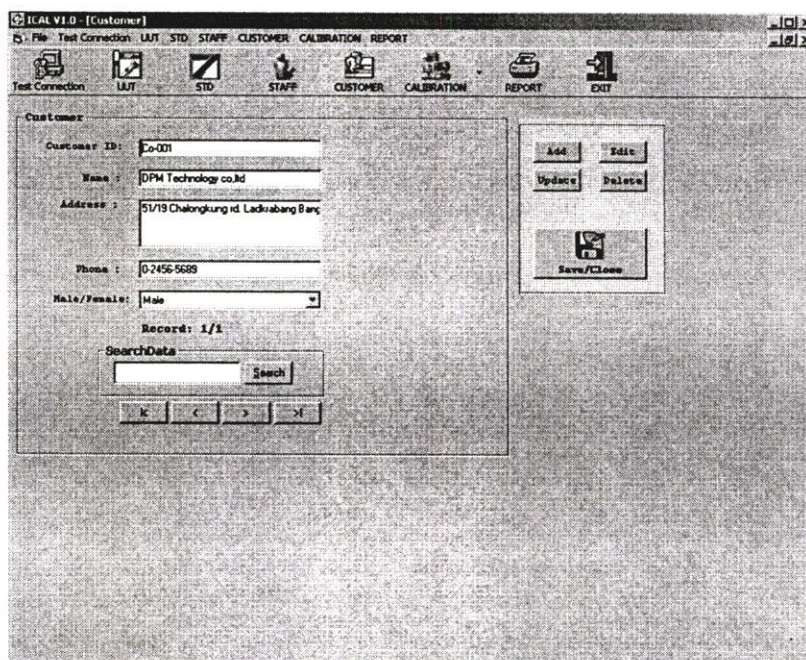 ICAL V1.0 - [Customer]
File Test Connection UUT STD STAFF CUSTOMER CALIBRATION REPORT
Test Connection UUT STD STAFF CUSTOMER CALIBRATION REPORT EXIT
Customer
Customer ID: Co-001
Name : DPM Technology co,ltd
Address : 51/19 Chalongkung rd. Ladkrabang Bang
Phone : 0-2456-5689
Male/Female: Male
Record: 1/1
SearchData
Search
|< < > >|
Add Edit
Update Delete
Save/Close